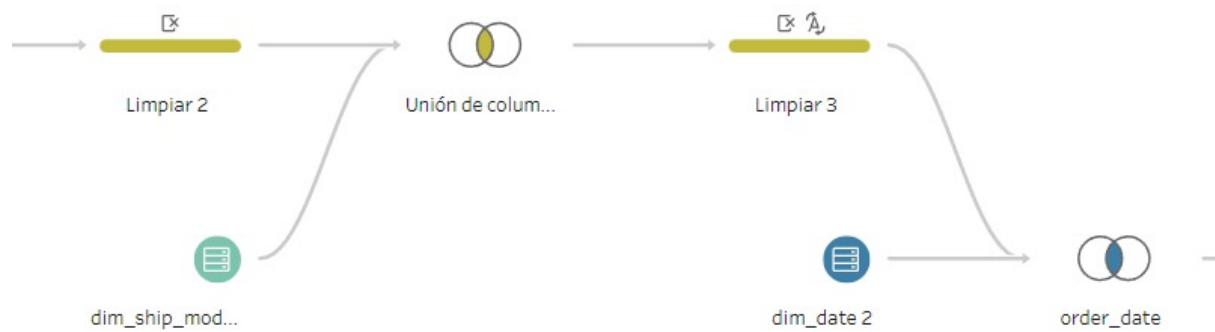 Limpiar 2
Unión de colum...
Limpiar 3
dim_ship_mod...
dim_date 2
order_date